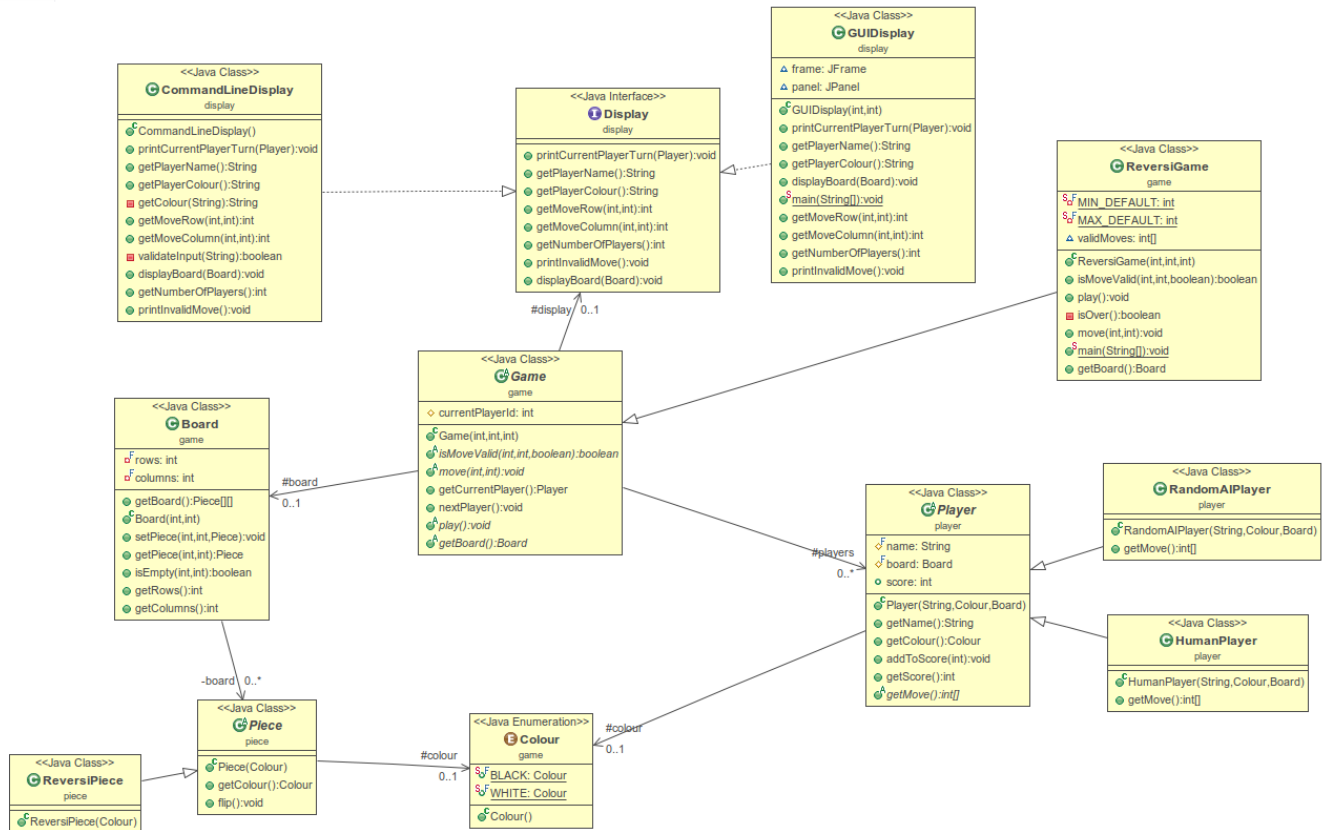 <<Java Class>>
CommandLineDisplay
display
CommandLineDisplay()
printCurrentPlayerTurn(Player):void
getPlayerName():String
getPlayerColour():String
getColour(String):String
getMoveRow(int,int):int
getMoveColumn(int,int):int
validateInput(String):boolean
displayBoard(Board):void
getNumberOfPlayers():int
printInvalidMove():void
<<Java Interface>>
Display
display
printCurrentPlayerTurn(Player):void
getPlayerName():String
getPlayerColour():String
getMoveRow(int,int):int
getMoveColumn(int,int):int
getNumberOfPlayers():int
printInvalidMove():void
displayBoard(Board):void
<<Java Class>>
GUIDisplay
display
frame: JFrame
panel: JPanel
GUIDisplay(int,int)
printCurrentPlayerTurn(Player):void
getPlayerName():String
getPlayerColour():String
displayBoard(Board):void
main(String[]):void
getMoveRow(int,int):int
getMoveColumn(int,int):int
getNumberOfPlayers():int
printInvalidMove():void
<<Java Class>>
ReversiGame
game
MIN_DEFAULT: int
MAX_DEFAULT: int
validMoves: int[]
ReversiGame(int,int,int)
isMoveValid(int,int,boolean):boolean
play():void
isOver():boolean
move(int,int):void
main(String[]):void
getBoard():Board
#display 0..1
<<Java Class>>
Game
game
currentPlayerId: int
Game(int,int,int)
isMoveValid(int,int,boolean):boolean
move(int,int):void
getCurrentPlayer():Player
nextPlayer():void
play():void
getBoard():Board
<<Java Class>>
Board
game
rows: int
columns: int
getBoard():Piece[][]
Board(int,int)
setPiece(int,int,Piece):void
getPiece(int,int):Piece
isEmpty(int,int):boolean
getRows():int
getColumns():int
#board
0..1
#players
0..*
<<Java Class>>
Player
player
name: String
board: Board
score: int
Player(String,Colour,Board)
getName():String
getColour():Colour
addToScore(int):void
getScore():int
getMove():int[]
<<Java Class>>
RandomAIPlayer
player
RandomAIPlayer(String,Colour,Board)
getMove():int[]
<<Java Class>>
HumanPlayer
player
HumanPlayer(String,Colour,Board)
getMove():int[]
-board 0..*
<<Java Class>>
Piece
piece
Piece(Colour)
getColour():Colour
flip():void
#colour
0..1
<<Java Enumeration>>
Colour
game
BLACK: Colour
WHITE: Colour
Colour()
#colour
0..1
<<Java Class>>
ReversiPiece
piece
ReversiPiece(Colour)